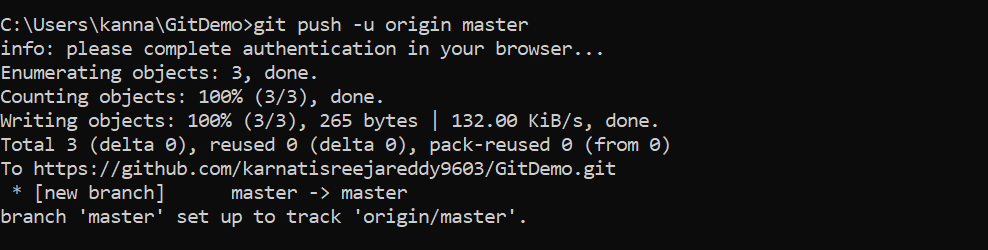 C:\Users\kanna\GitDemo>git push -u origin master
info: please complete authentication in your browser...
Enumerating objects: 3, done.
Counting objects: 100% (3/3), done.
Writing objects: 100% (3/3), 265 bytes | 132.00 KiB/s, done.
Total 3 (delta 0), reused 0 (delta 0), pack-reused 0 (from 0)
To https://github.com/karnatisreejareddy9603/GitDemo.git
 * [new branch]      master -> master
branch 'master' set up to track 'origin/master'.